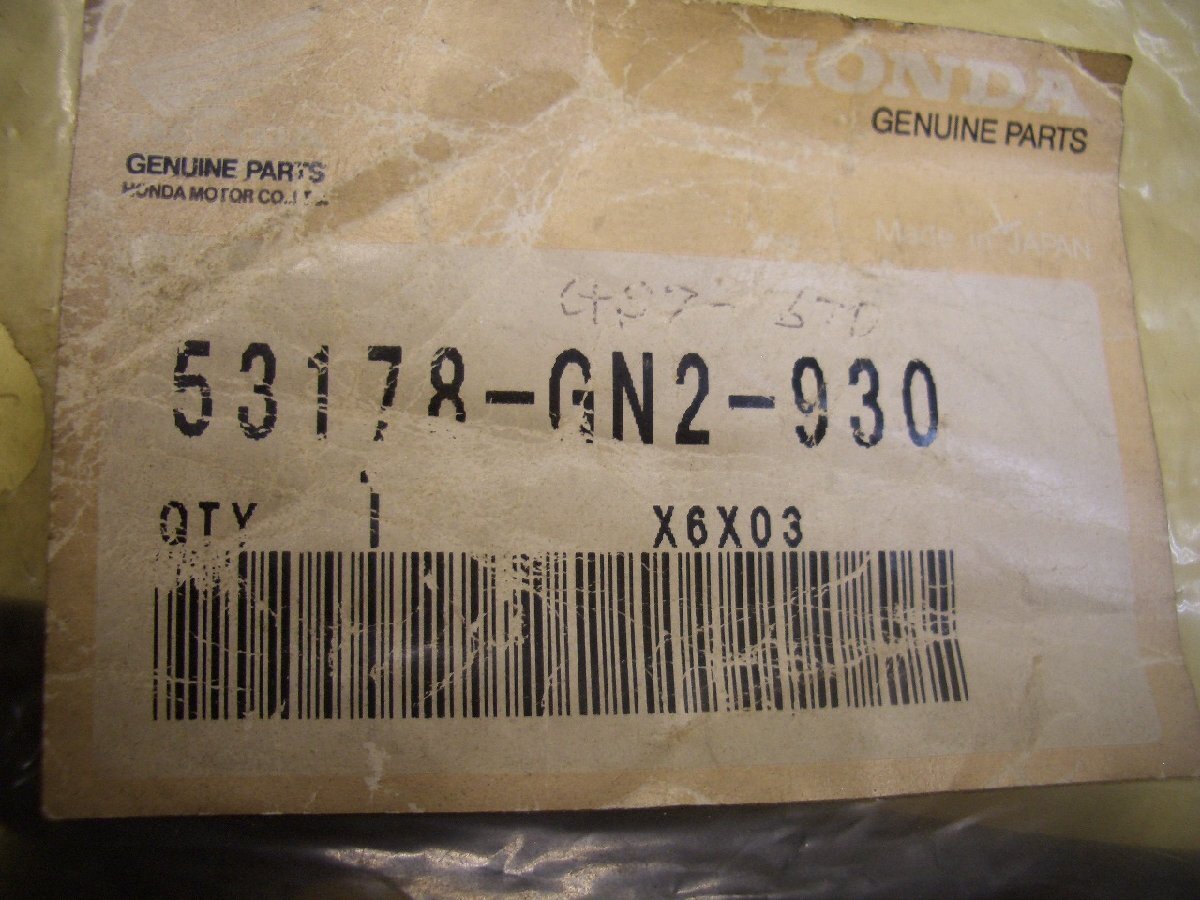 HONDA
GENUINE PARTS
GENUINE PARTS
HONDA MOTOR CO.,LTD.
Made in JAPAN
53178-GN2-930
QTY 1 X6X03